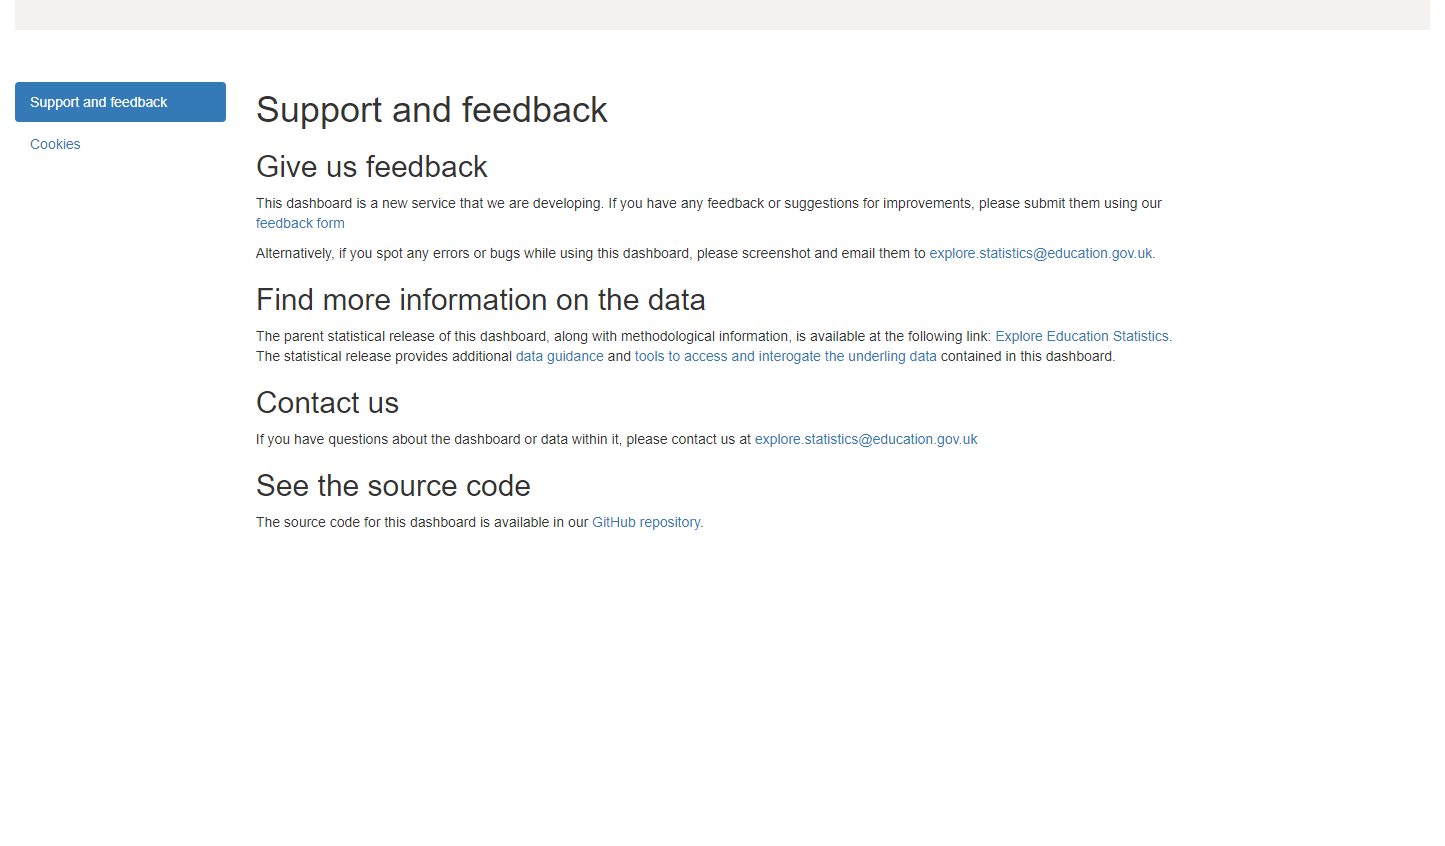 Support and feedback
Cookies
Support and feedback
Give us feedback
This dashboard is a new service that we are developing. If you have any feedback or suggestions for improvements, please submit them using our
feedback form
Alternatively, if you spot any errors or bugs while using this dashboard, please screenshot and email them to explore.statistics@education.gov.uk.
Find more information on the data
The parent statistical release of this dashboard, along with methodological information, is available at the following link: Explore Education Statistics.
The statistical release provides additional data guidance and tools to access and interogate the underling data contained in this dashboard.
Contact us
If you have questions about the dashboard or data within it, please contact us at explore.statistics@education.gov.uk
See the source code
The source code for this dashboard is available in our GitHub repository.